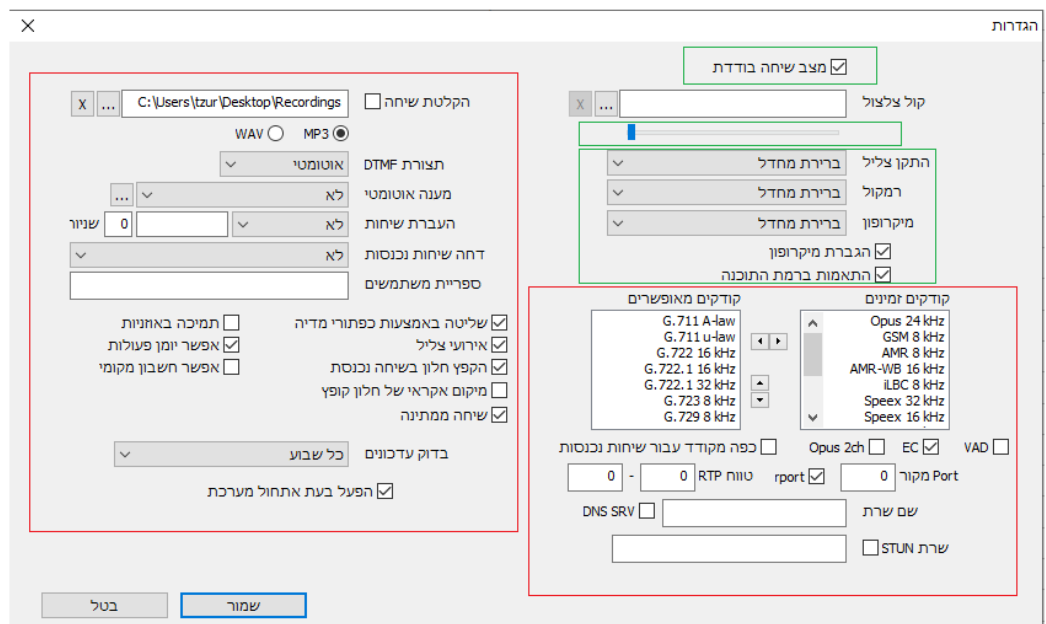 הגדרות
מצב שיחה בודדת
קול צלצול ... X
התקן צליל ברירת מחדל
רמקול ברירת מחדל
מיקרופון ברירת מחדל
הגברת מיקרופון
התאמות ברמת התוכנה
קודקים זמינים קודקים מאופשרים
Opus 24 kHz
GSM 8 kHz
AMR 8 kHz
AMR-WB 16 kHz
iLBC 8 kHz
Speex 32 kHz
Speex 16 kHz
G.711 A-law
G.711 u-law
G.722 16 kHz
G.722.1 16 kHz
G.722.1 32 kHz
G.723 8 kHz
G.729 8 kHz
VAD EC Opus 2ch כפה מקודד עבור שיחות נכנסות
Port מקור 0 rport טווח RTP 0 - 0
שם שרת DNS SRV
שרת STUN
הקלטת שיחה C:\Users\tzur\Desktop\Recordings ... X
MP3 WAV
תצורת DTMF אוטומטי
מענה אוטומטי לא ...
העברת שיחות לא 0 שניור
דחה שיחות נכנסות לא
ספריית משתמשים
שליטה באמצעות כפתורי מדיה תמיכה באוזניות
אירועי צליל אפשר יומן פעולות
הקפץ חלון בשיחה נכנסת אפשר חשבון מקומי
מיקום אקראי של חלון קופץ
שיחה ממתינה
בדוק עדכונים כל שבוע
הפעל בעת אתחול מערכת
שמור בטל